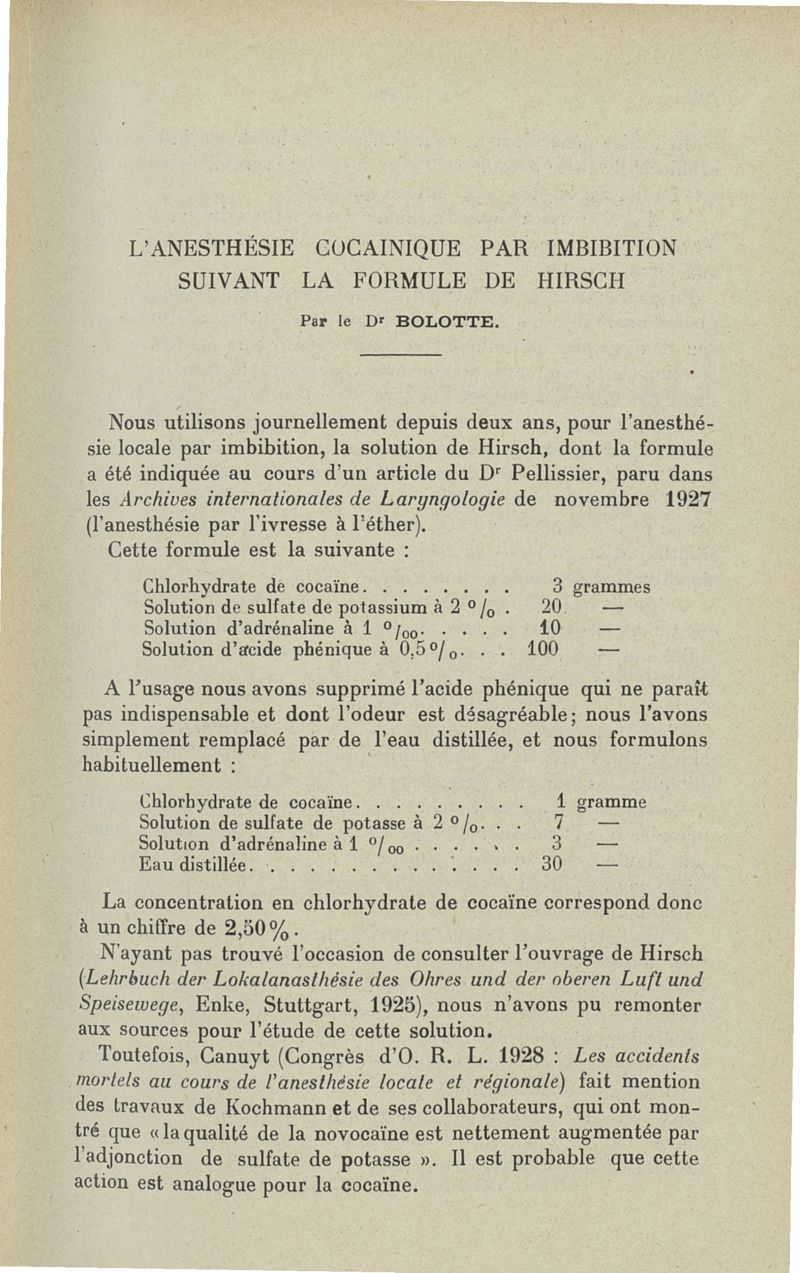 L'ANESTHÉSIE COCAINIQUE PAR IMBIBITION
SUIVANT LA FORMULE DE HIRSCH
Par le Dr BOLOTTE.
Nous utilisons journellement depuis deux ans, pour l'anesthé-
sie locale par imbibition, la solution de Hirsch, dont la formule
a été indiquée au cours d'un article du Dr Pellissier, paru dans
les Archives internationales de Laryngologie de novembre 1927
(l'anesthésie par l'ivresse à l'éther).
Cette formule est la suivante :
Chlorhydrate de cocaïne. . . . . . . . 3 grammes
Solution de sulfate de potassium à 2 °/o . 20 —
Solution d'adrénaline à 1 °/oo. . . . . 10 —
Solution d'acide phénique à 0,5 °/o. . . 100 —
A l'usage nous avons supprimé l'acide phénique qui ne paraît
pas indispensable et dont l'odeur est désagréable; nous l'avons
simplement remplacé par de l'eau distillée, et nous formulons
habituellement :
Chlorhydrate de cocaïne. . . . . . . . . 1 gramme
Solution de sulfate de potasse à 2 °/o. . . 7 —
Solution d'adrénaline à 1 °/oo . . . . . . 3 —
Eau distillée. . . . . . . . . . . . . . 30 —
La concentration en chlorhydrate de cocaïne correspond donc
à un chiffre de 2,50 %.
N'ayant pas trouvé l'occasion de consulter l'ouvrage de Hirsch
(Lehrbuch der Lokalanasthésie des Ohres und der oberen Luft und
Speisewege, Enke, Stuttgart, 1925), nous n'avons pu remonter
aux sources pour l'étude de cette solution.
Toutefois, Canuyt (Congrès d'O. R. L. 1928 : Les accidents
mortels au cours de l'anesthésie locale et régionale) fait mention
des travaux de Kochmann et de ses collaborateurs, qui ont mon-
tré que « la qualité de la novocaïne est nettement augmentée par
l'adjonction de sulfate de potasse ». Il est probable que cette
action est analogue pour la cocaïne.